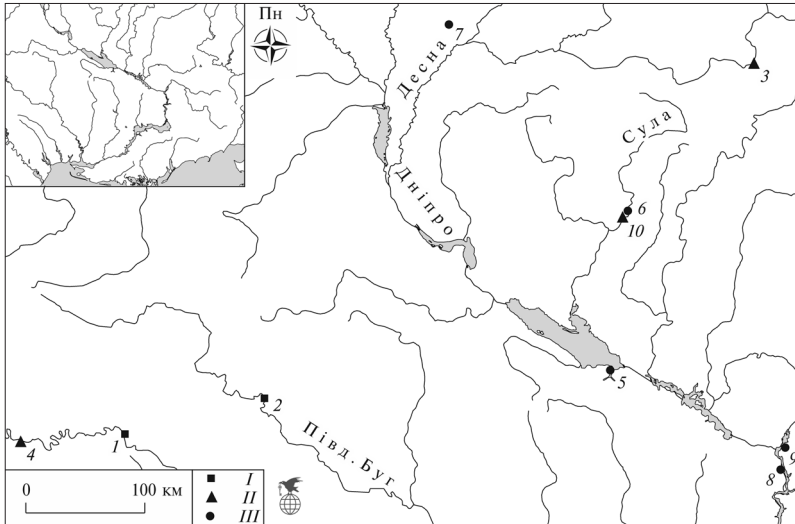 Пн
7
Десна
3
Сула
Дніпро
6
10
5
2
Півд. Буг
1
4
9
8
I
II
III
0 100 км